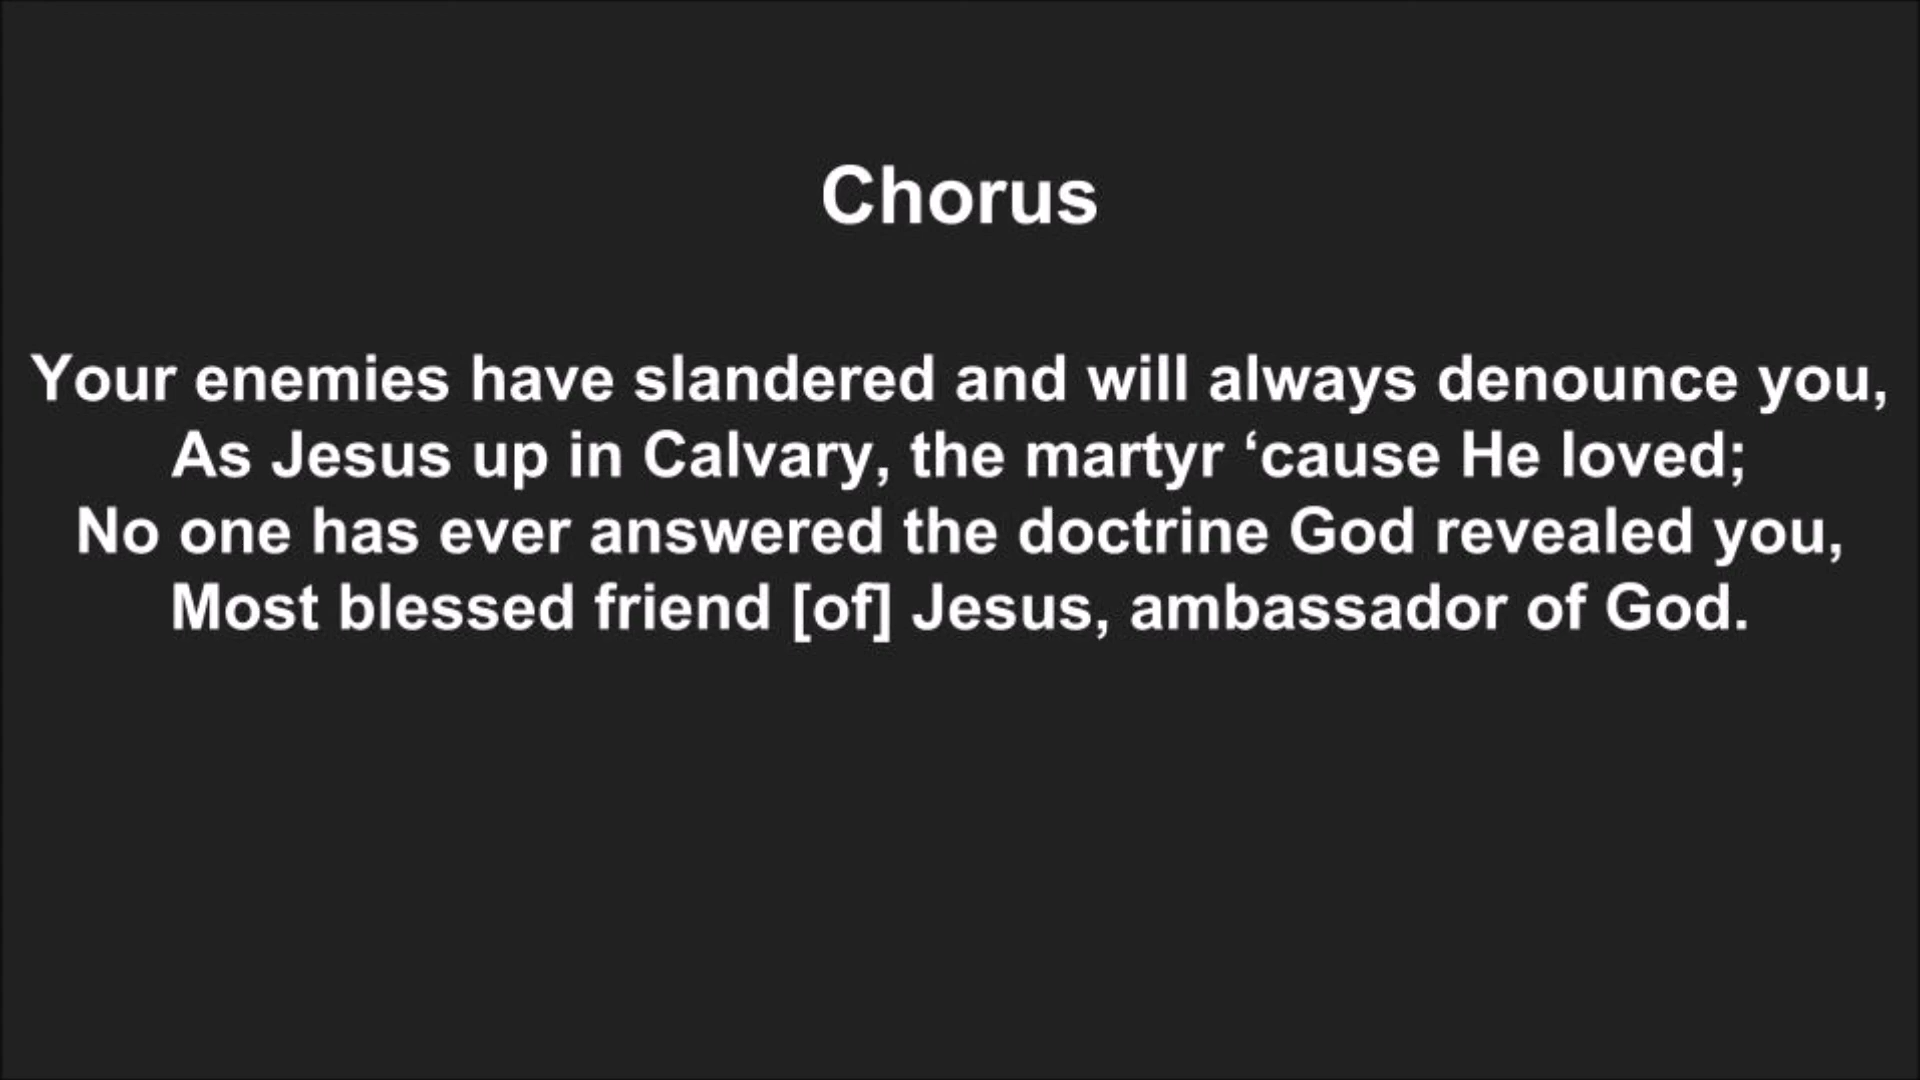 Chorus
Your enemies have slandered and will always denounce you,
As Jesus up in Calvary, the martyr ‘cause He loved;
No one has ever answered the doctrine God revealed you,
Most blessed friend [of] Jesus, ambassador of God.